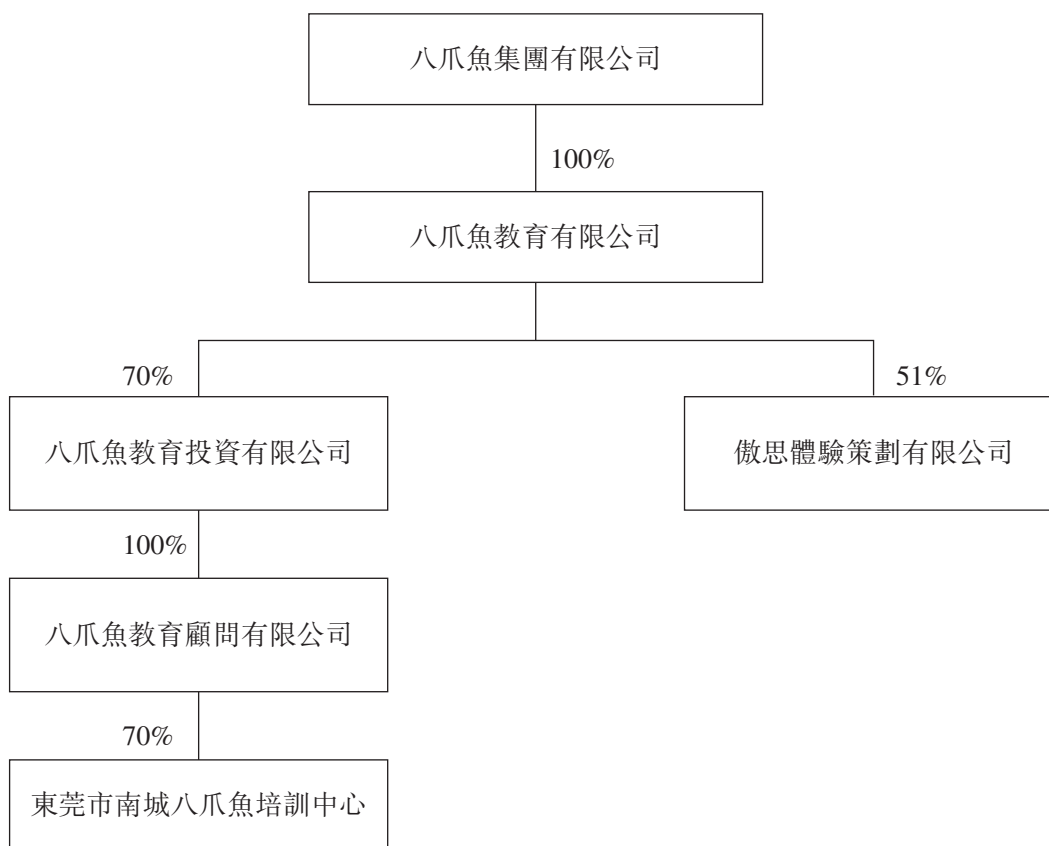 八爪魚集團有限公司
100%
八爪魚教育有限公司
70%
51%
八爪魚教育投資有限公司
傲思體驗策劃有限公司
100%
八爪魚教育顧問有限公司
70%
東莞市南城八爪魚培訓中心